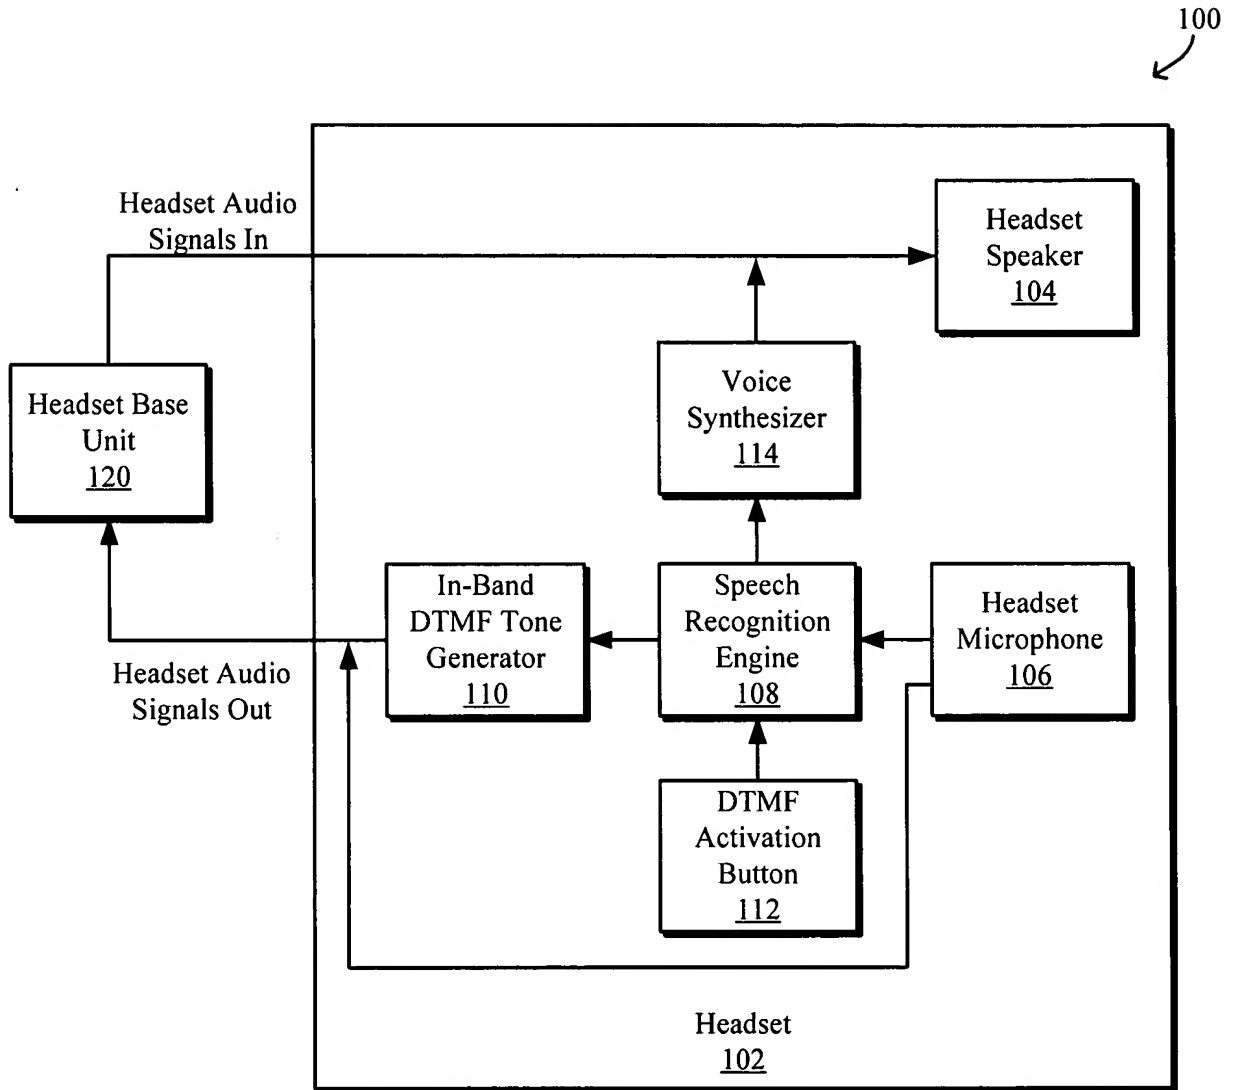 100
Headset Audio
Signals In
Headset
Speaker
104
Voice
Synthesizer
114
Headset Base
Unit
120
In-Band
DTMF Tone
Generator
110
Speech
Recognition
Engine
108
Headset
Microphone
106
Headset Audio
Signals Out
DTMF
Activation
Button
112
Headset
102